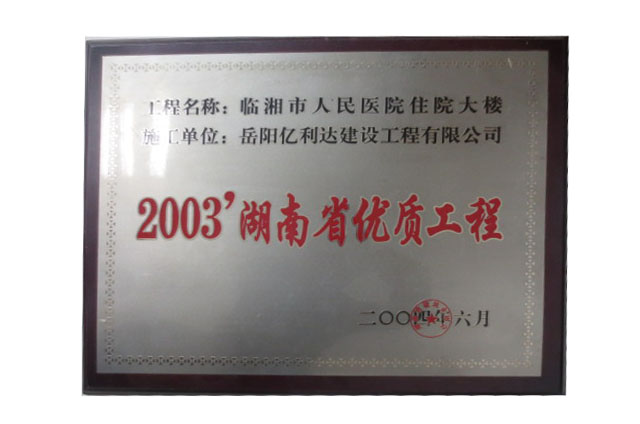 工程名称：临湘市人民医院住院大楼
施工单位：岳阳亿利达建设工程有限公司
2003'湖南省优质工程
二〇〇四年六月